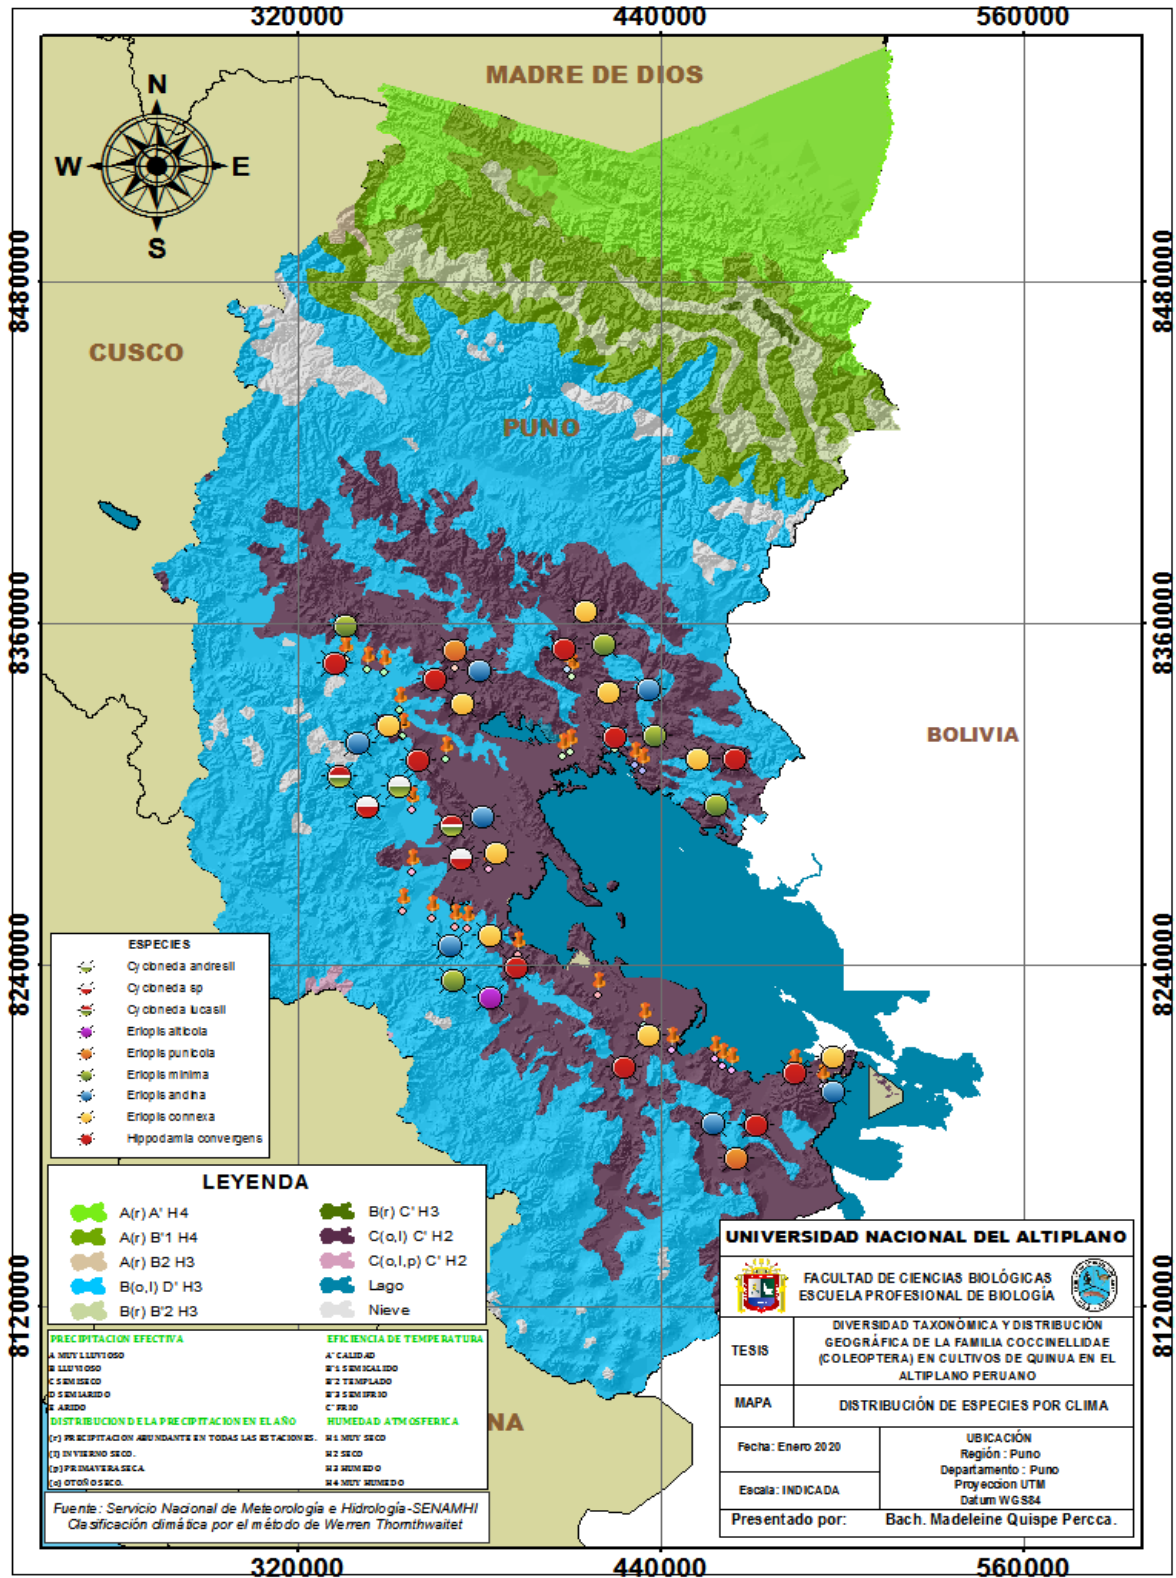 320000
440000
560000
MADRE DE DIOS
N
W
E
S
8480000
8480000
CUSCO
PUNO
8360000
8360000
BOLIVIA
8240000
8240000
ESPECIES
Cycloneda andresii
Cycloneda sp
Cycloneda lucasii
Eriopis alticola
Eriopis punicola
Eriopis minima
Eriopis andina
Eriopis connexa
Hippodamia convergens
LEYENDA
A(r) A' H4
A(r) B'1 H4
A(r) B2 H3
B(o,l) D' H3
B(r) B'2 H3
B(r) C' H3
C(o,l) C' H2
C(o,l,p) C' H2
Lago
Nieve
8120000
8120000
PRECIPITACION EFECTIVA
A MUY LLUVIOSO
B LLUVIOSO
C SEMISECO
D SEMIARIDO
E ARIDO
EFICIENCIA DE TEMPERATURA
A' CALIDAD
B'1 SEMICALIDO
B'2 TEMPLADO
B'3 SEMIFRIO
C' FRIO
DISTRIBUCION DE LA PRECIPITACION EN EL AÑO
(r) PRECIPITACION ABUNDANTE EN TODAS LAS ESTACIONES.
(I) INVIERNO SECO.
(p) PRIMAVERA SECA.
(o) OTOÑO SECO.
HUMEDAD ATMOSFERICA
H1 MUY SECO
H2 SECO
H3 HUMEDO
H4 MUY HUMEDO
NA
Fuente: Servicio Nacional de Meteorología e Hidrología-SENAMHI
Clasificación climática por el método de Werren Thornthwaitet
UNIVERSIDAD NACIONAL DEL ALTIPLANO
FACULTAD DE CIENCIAS BIOLÓGICAS
ESCUELA PROFESIONAL DE BIOLOGÍA
TESIS
DIVERSIDAD TAXONÓMICA Y DISTRIBUCIÓN
GEOGRÁFICA DE LA FAMILIA COCCINELLIDAE
(COLEOPTERA) EN CULTIVOS DE QUINUA EN EL
ALTIPLANO PERUANO
MAPA
DISTRIBUCIÓN DE ESPECIES POR CLIMA
Fecha: Enero 2020
Escala: INDICADA
UBICACIÓN
Región : Puno
Departamento : Puno
Proyeccion UTM
Datum WGS84
Presentado por:
Bach. Madeleine Quispe Percca.
320000
440000
560000